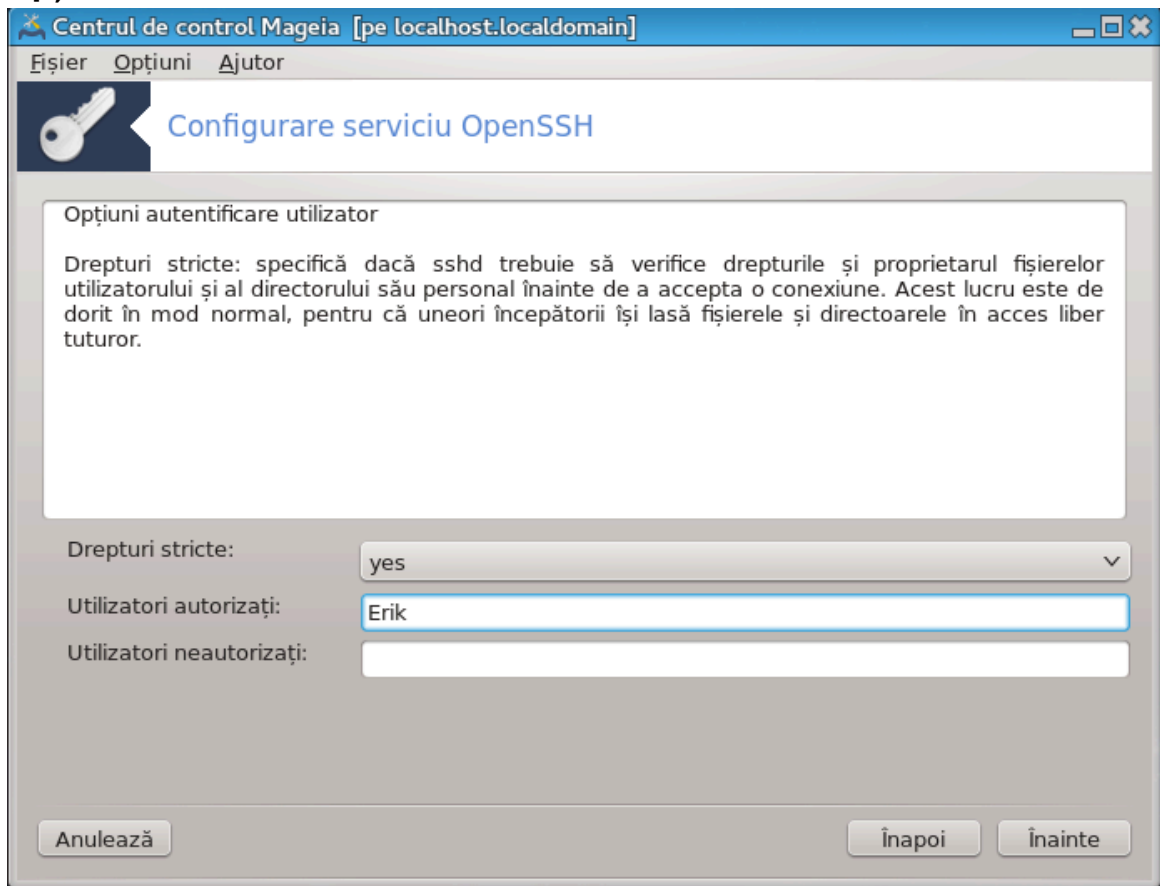 Centrul de control Mageia [pe localhost.localdomain]
Fișier Opțiuni Ajutor
Configurare serviciu OpenSSH
Opțiuni autentificare utilizator
Drepturi stricte: specifică dacă sshd trebuie să verifice drepturile și proprietarul fișierelor
utilizatorului și al directorului său personal înainte de a accepta o conexiune. Acest lucru este de
dorit în mod normal, pentru că uneori începătorii își lasă fișierele și directoarele în acces liber
tuturor.
Drepturi stricte:
yes
Utilizatori autorizați:
Erik
Utilizatori neautorizați:
Anulează
Înapoi
Înainte